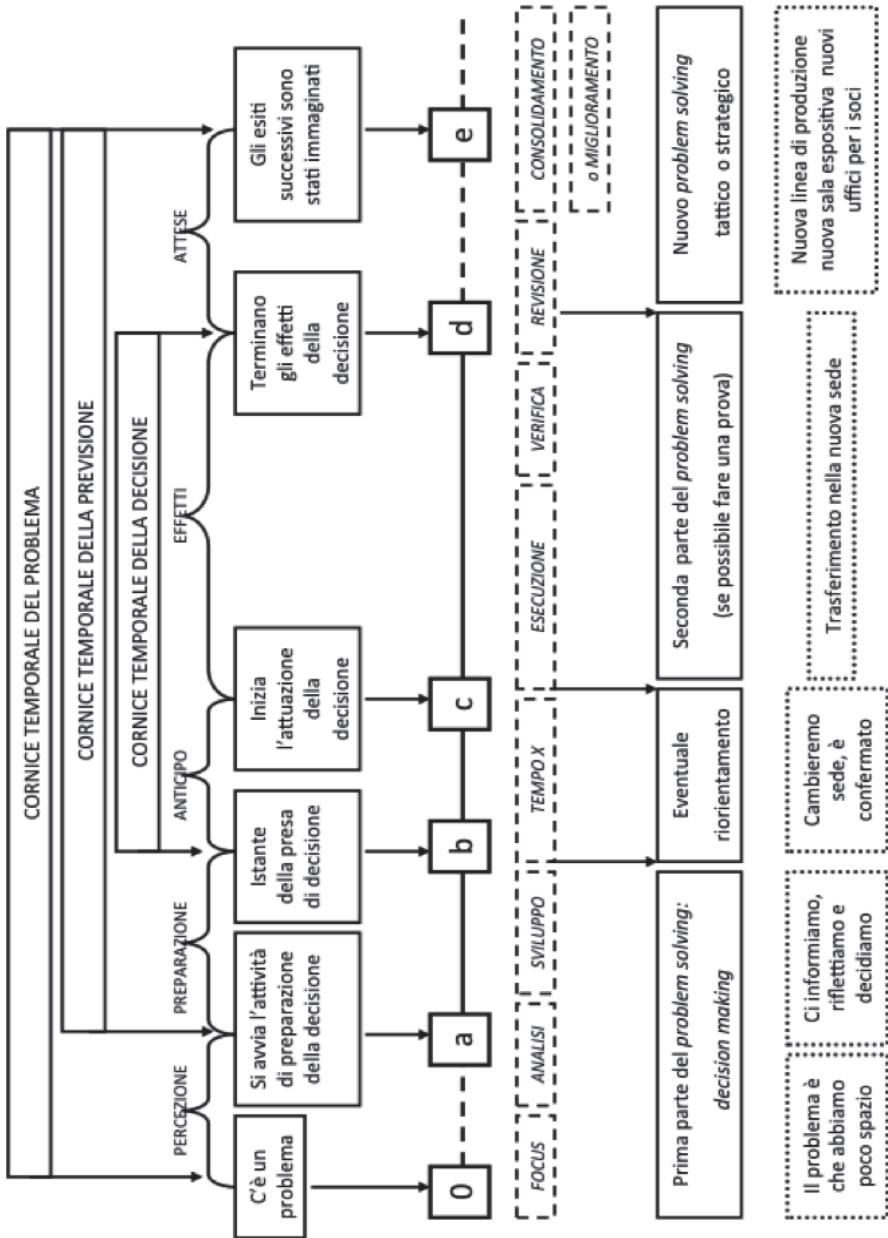 CORNICE TEMPORALE DEL PROBLEMA
CORNICE TEMPORALE DELLA PREVISIONE
CORNICE TEMPORALE DELLA DECISIONE
PERCEZIONE
PREPARAZIONE
ANTICIPO
EFFETTI
ATTESE
C'è un
problema
Si avvia l'attività
di preparazione
della decisione
Istante
della presa
di decisione
Inizia
l'attuazione
della
decisione
Terminano
gli effetti
della
decisione
Gli esiti
successivi sono
stati immaginati
0
a
b
c
d
e
FOCUS
ANALISI
SVILUPPO
TEMPO X
ESECUZIONE
VERIFICA
REVISIONE
CONSOLIDAMENTO
o MIGLIORAMENTO
Prima parte del problem solving:
decision making
Eventuale
riorientamento
Seconda parte del problem solving
(se possibile fare una prova)
Nuovo problem solving
tattico o strategico
Il problema è
che abbiamo
poco spazio
Ci informiamo,
riflettiamo e
decidiamo
Cambieremo
sede, è
confermato
Trasferimento nella nuova sede
Nuova linea di produzione
nuova sala espositiva nuovi
uffici per i soci